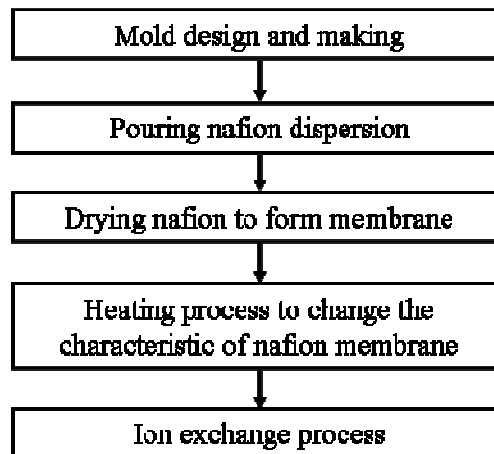 Mold design and making
Pouring nafion dispersion
Drying nafion to form membrane
Heating process to change the
characteristic of nafion membrane
Ion exchange process